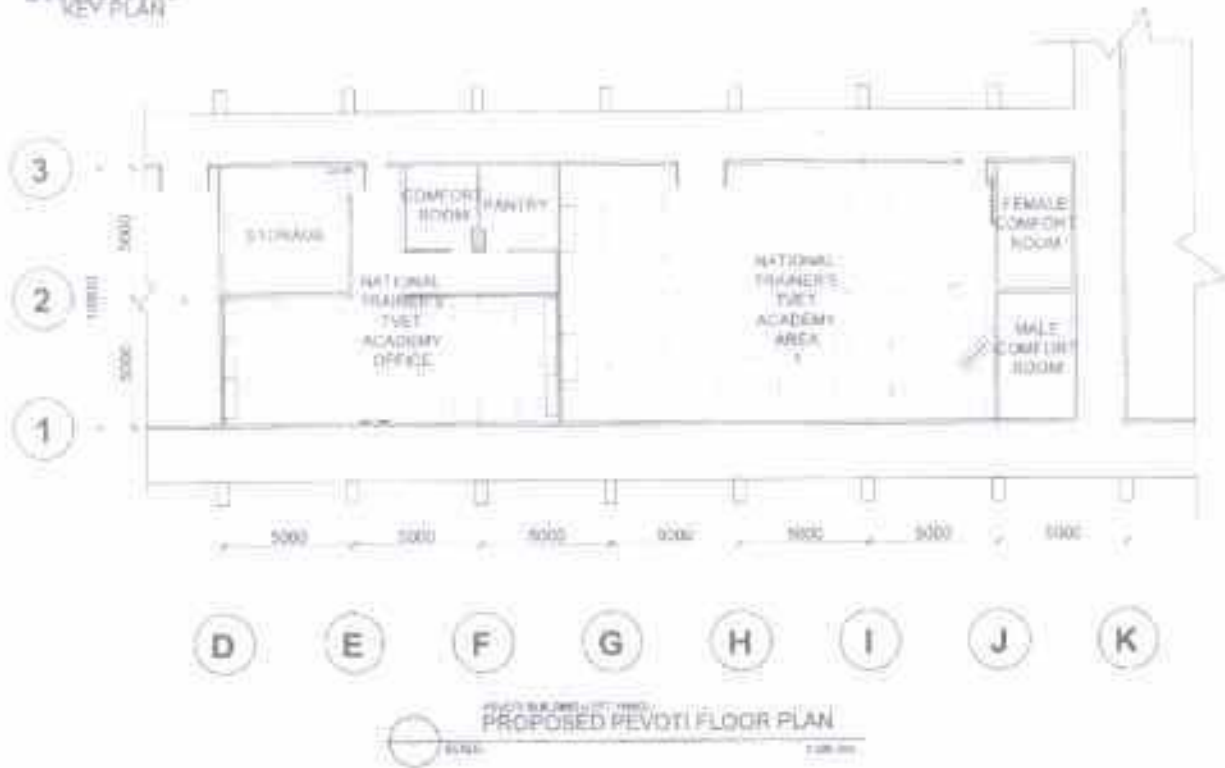 KEY PLAN
3
2
1
5000
10000
5000
STORAGE
COMFORT
ROOM
PANTRY
NATIONAL
TRAINER'S
TVET
ACADEMY
OFFICE
NATIONAL
TRAINER'S
TVET
ACADEMY
AREA
1
FEMALE
COMFORT
ROOM
MALE
COMFORT
ROOM
5000
5000
5000
5000
5000
5000
5000
D
E
F
G
H
I
J
K
PROPOSED PEVOTI FLOOR PLAN
SCALE